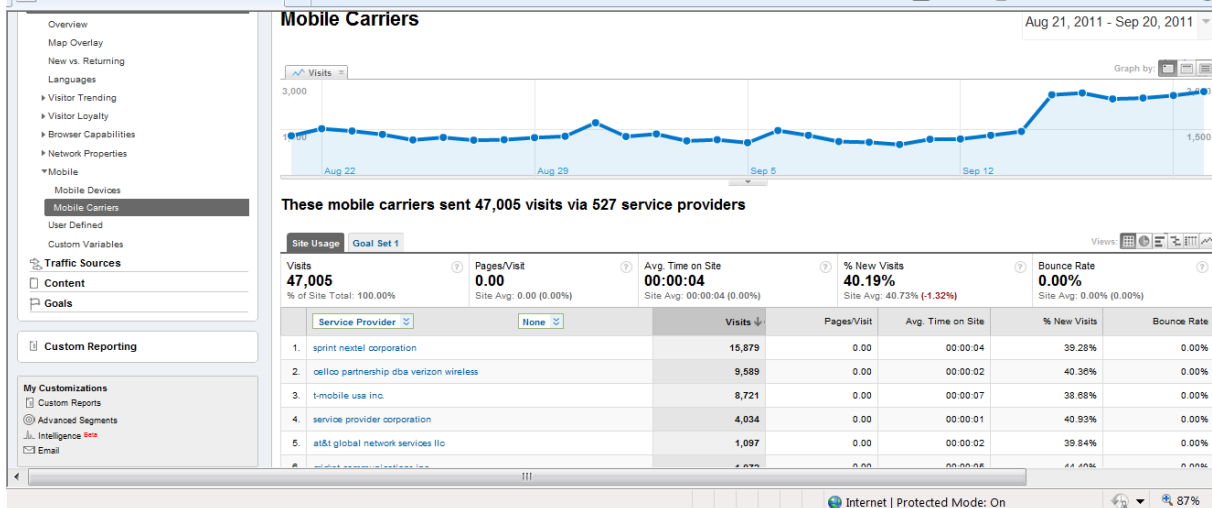 Mobile Carriers
Aug 21, 2011 - Sep 20, 2011
Overview
Map Overlay
New vs. Returning
Languages
Visitor Trending
Visitor Loyalty
Browser Capabilities
Network Properties
Mobile
Mobile Devices
Mobile Carriers
User Defined
Custom Variables
Traffic Sources
Content
Goals
Custom Reporting
My Customizations
Custom Reports
Advanced Segments
Intelligence Beta
Email
Visits
Graph by:
3,000
1,500
Aug 22 Aug 29 Sep 5 Sep 12
These mobile carriers sent 47,005 visits via 527 service providers
Site Usage Goal Set 1
Views:
Visits ? Pages/Visit ? Avg. Time on Site ? % New Visits ? Bounce Rate ?
47,005 0.00 00:00:04 40.19% 0.00%
% of Site Total: 100.00% Site Avg: 0.00 (0.00%) Site Avg: 00:00:04 (0.00%) Site Avg: 40.73% (-1.32%) Site Avg: 0.00% (0.00%)
Service Provider None Visits Pages/Visit Avg. Time on Site % New Visits Bounce Rate
1. sprint nextel corporation 15,879 0.00 00:00:04 39.28% 0.00%
2. cellco partnership dba verizon wireless 9,589 0.00 00:00:02 40.36% 0.00%
3. t-mobile usa inc. 8,721 0.00 00:00:07 38.68% 0.00%
4. service provider corporation 4,034 0.00 00:00:01 40.93% 0.00%
5. at&t global network services llc 1,097 0.00 00:00:02 39.84% 0.00%
Internet | Protected Mode: On
87%